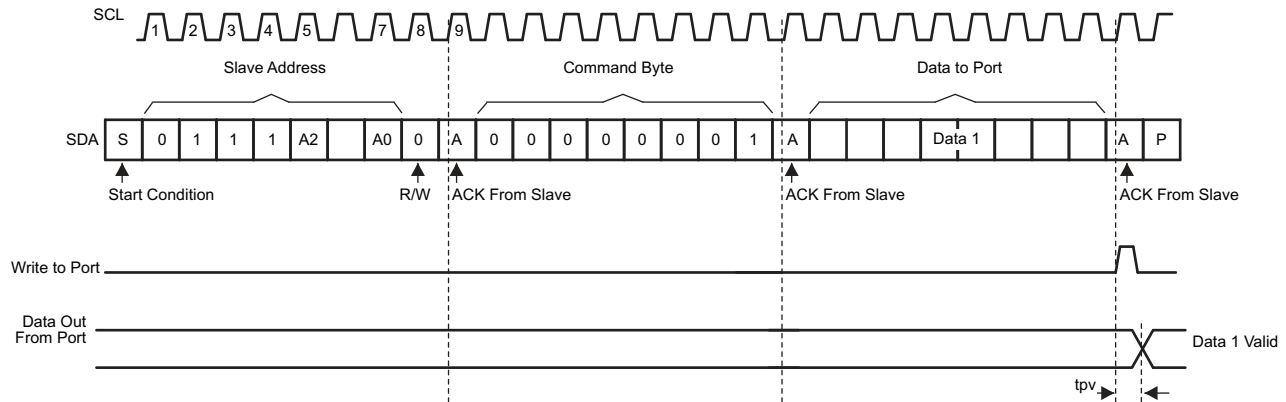 SCL
1 2 3 4 5 7 8 9
Slave Address Command Byte Data to Port
SDA S 0 1 1 1 A2 A0 0 A 0 0 0 0 0 0 0 1 A Data 1 A P
Start Condition R/W ACK From Slave ACK From Slave ACK From Slave
Write to Port
Data Out
From Port
Data 1 Valid
tpv